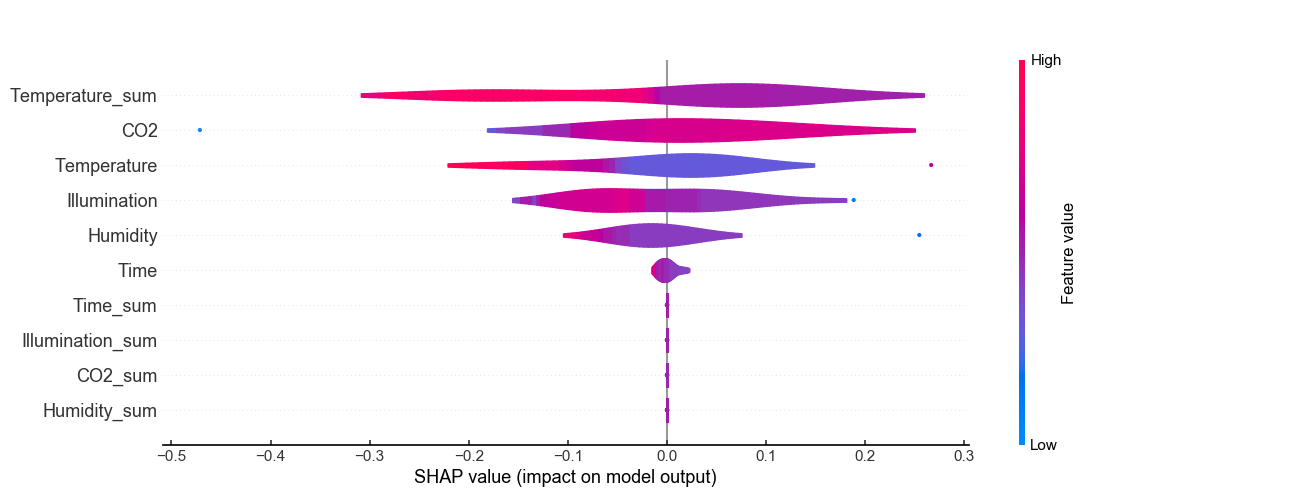 High
Temperature_sum
CO2
Temperature
Illumination
Humidity
Time
Time_sum
Illumination_sum
CO2_sum
Humidity_sum
Feature value
Low
−0.5 −0.4 −0.3 −0.2 −0.1 0.0 0.1 0.2 0.3
SHAP value (impact on model output)